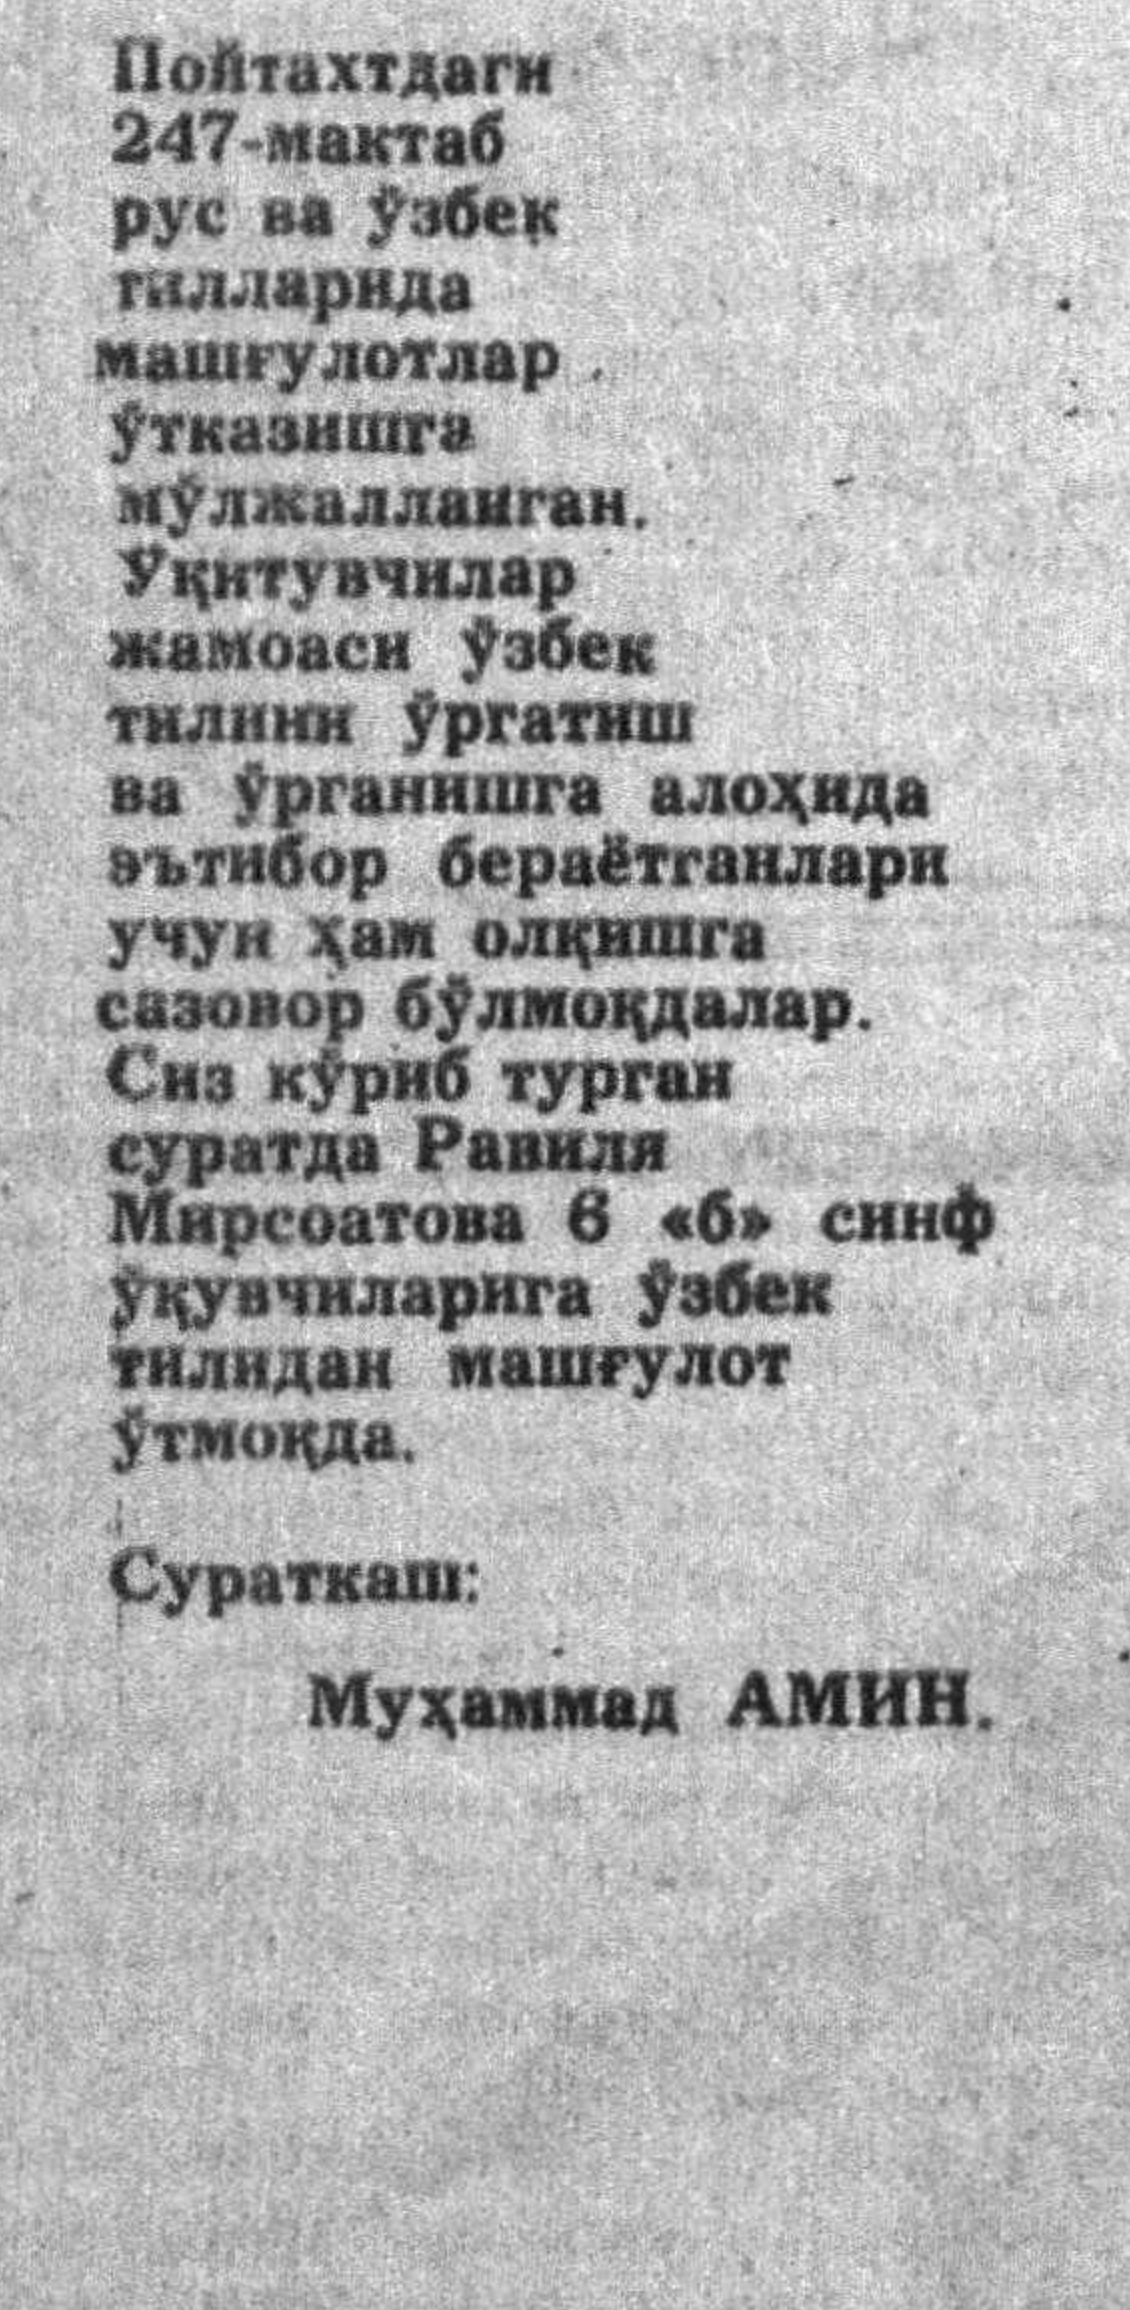 Пойтахтдаги
247-мактаб
рус ва ўзбек
тилларида
машғулотлар
ўтказишга
мўлжалланган.
Ўқитувчилар
жамоаси ўзбек
тилини ўргатиш
ва ўрганишга алоҳида
эътибор бераётганлари
учун ҳам олқишга
сазовор бўлмоқдалар.
Сиз кўриб турган
суратда Равиля
Мирсоатова 6 «б» синф
ўқувчиларига ўзбек
тилидан машғулот
ўтмоқда.
Сураткаш:
Муҳаммад АМИН.